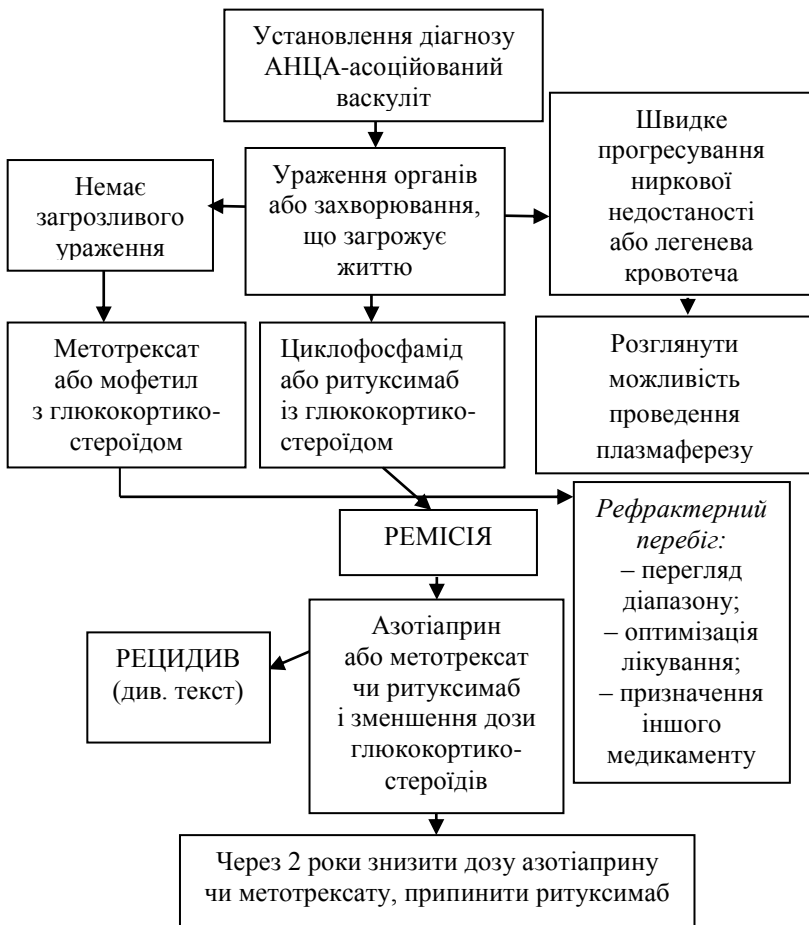 Установлення діагнозу
АНЦА-асоційований
васкуліт
Немає
загрозливого
ураження
Ураження органів
або захворювання,
що загрожує
життю
Швидке
прогресування
ниркової
недостаності
або легенева
кровотеча
Метотрексат
або мофетил
з глюкокортико-
стероїдом
Циклофосфамід
або ритуксимаб
із глюкокортико-
стероїдом
Розглянути
можливість
проведення
плазмаферезу
РЕМІСІЯ
Рефрактерний
перебіг:
– перегляд
діапазону;
– оптимізація
лікування;
– призначення
іншого
медикаменту
РЕЦИДИВ
(див. текст)
Азотіаприн
або метотрексат
чи ритуксимаб
і зменшення дози
глюкокортико-
стероїдів
Через 2 роки знизити дозу азотіаприну
чи метотрексату, припинити ритуксимаб